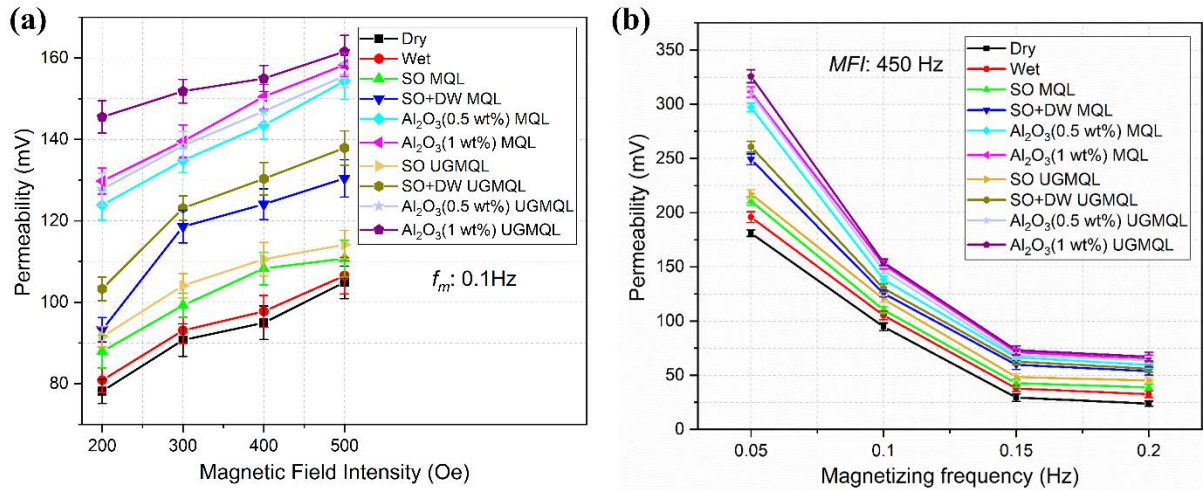 (a)
Permeability (mV)
160
140
120
100
80
200 300 400 500
Magnetic Field Intensity (Oe)
Dry
Wet
SO MQL
SO+DW MQL
Al₂O₃(0.5 wt%) MQL
Al₂O₃(1 wt%) MQL
SO UGMQL
SO+DW UGMQL
Al₂O₃(0.5 wt%) UGMQL
Al₂O₃(1 wt%) UGMQL
fₘ: 0.1Hz
(b)
Permeability (mV)
350
300
250
200
150
100
50
0
0.05 0.1 0.15 0.2
Magnetizing frequency (Hz)
MFI: 450 Hz
Dry
Wet
SO MQL
SO+DW MQL
Al₂O₃(0.5 wt%) MQL
Al₂O₃(1 wt%) MQL
SO UGMQL
SO+DW UGMQL
Al₂O₃(0.5 wt%) UGMQL
Al₂O₃(1 wt%) UGMQL